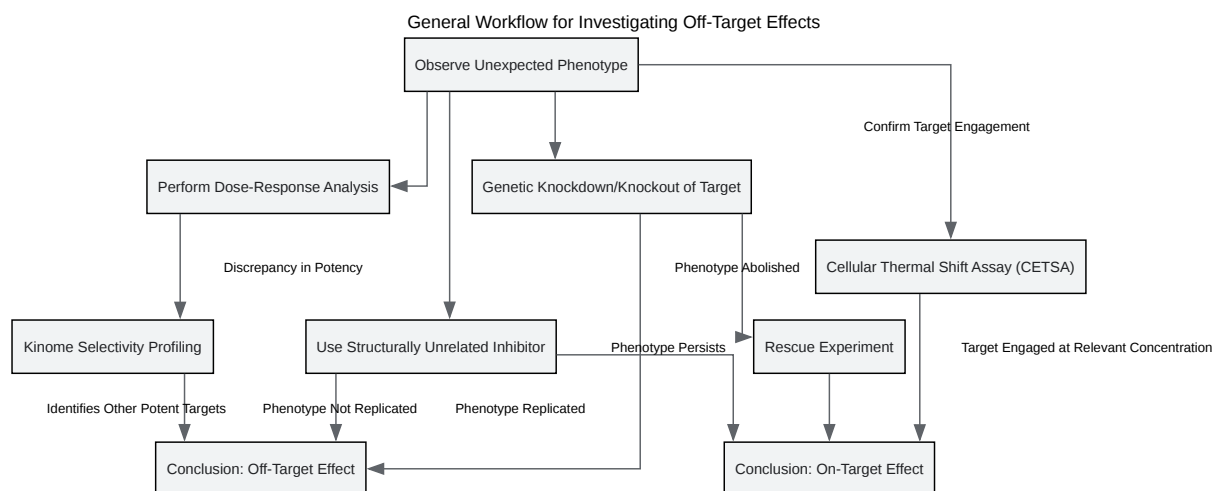 General Workflow for Investigating Off-Target Effects
Observe Unexpected Phenotype
Confirm Target Engagement
Perform Dose-Response Analysis
Genetic Knockdown/Knockout of Target
Discrepancy in Potency
Phenotype Abolished
Cellular Thermal Shift Assay (CETSA)
Kinome Selectivity Profiling
Use Structurally Unrelated Inhibitor
Phenotype Persists
Rescue Experiment
Target Engaged at Relevant Concentration
Identifies Other Potent Targets
Phenotype Not Replicated
Phenotype Replicated
Conclusion: Off-Target Effect
Conclusion: On-Target Effect